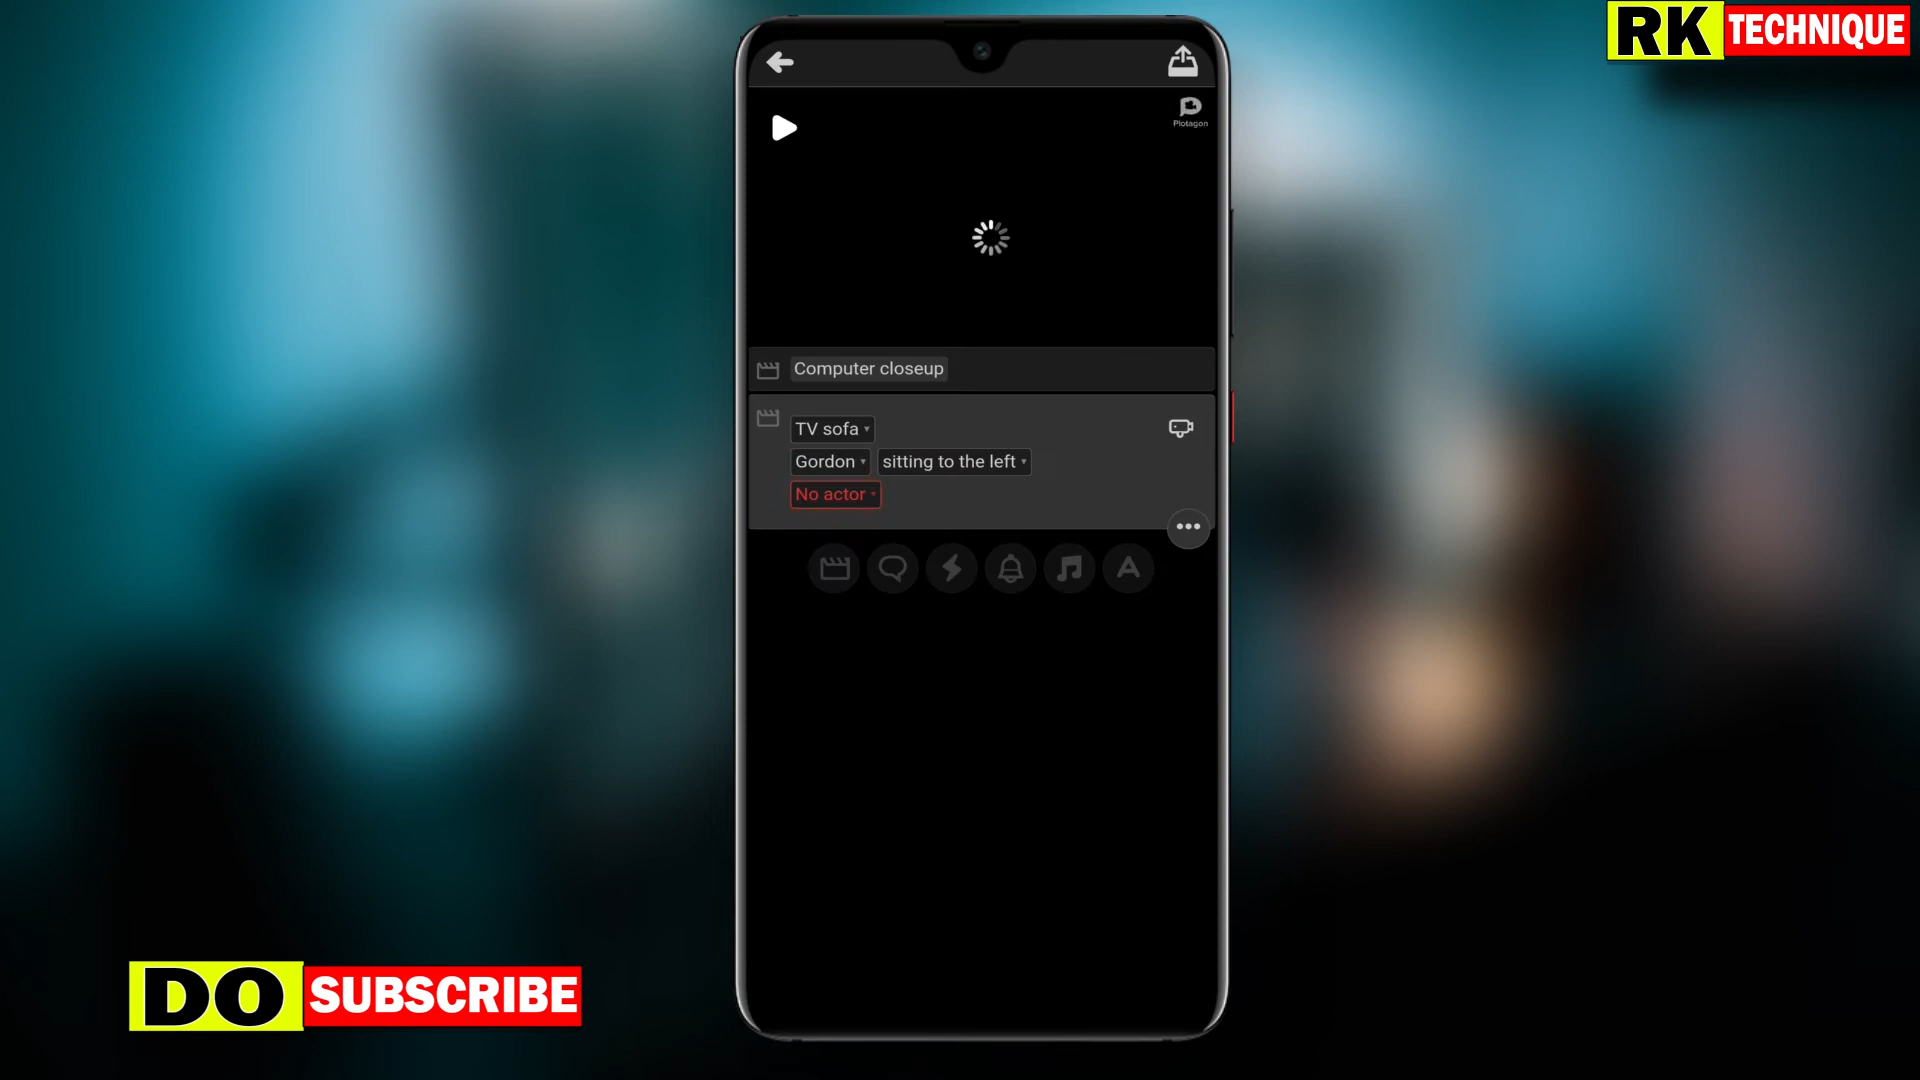 RK TECHNIQUE
Plotagon
Computer closeup
TV sofa
Gordon sitting to the left
No actor
DO SUBSCRIBE